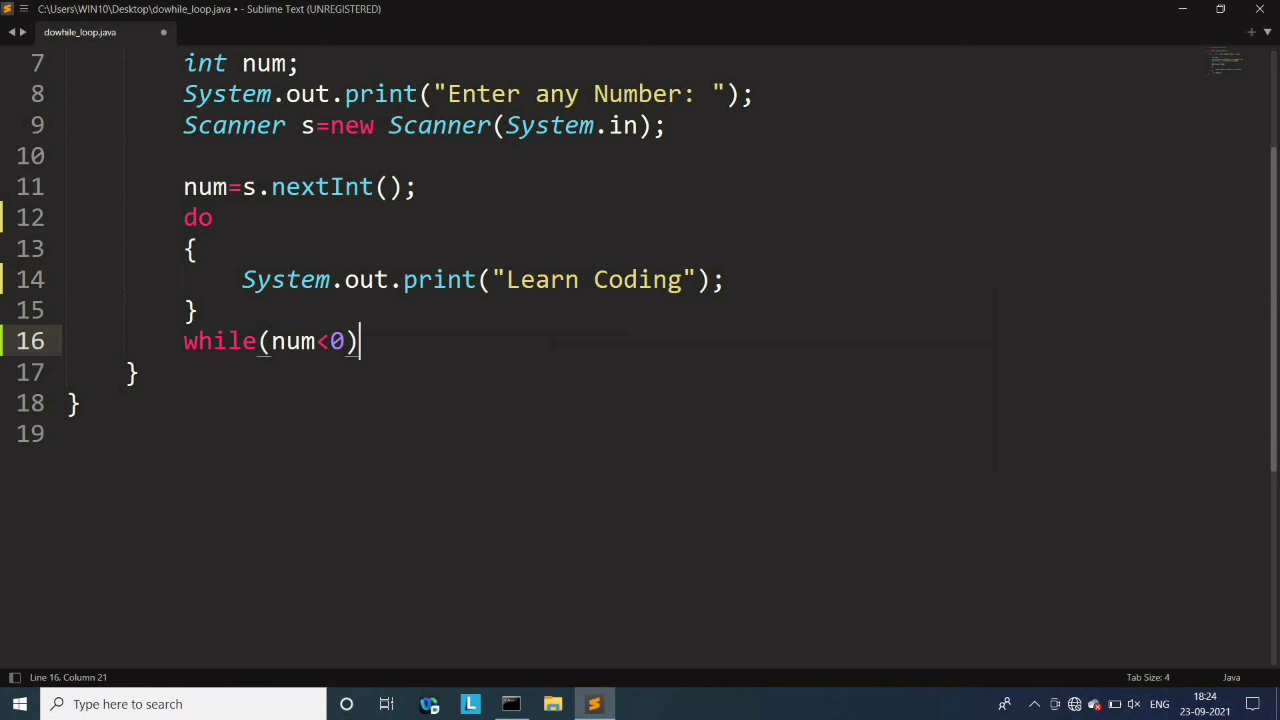 C:\Users\WIN10\Desktop\dowhile_loop.java • - Sublime Text (UNREGISTERED)
dowhile_loop.java
7 int num;
8 System.out.print("Enter any Number: ");
9 Scanner s=new Scanner(System.in);
10
11 num=s.nextInt();
12 do
13 {
14 System.out.print("Learn Coding");
15 }
16 while(num<0)
17 }
18 }
19
Line 16, Column 21
Tab Size: 4
Java
Type here to search
L
ENG
18:24
23-09-2021